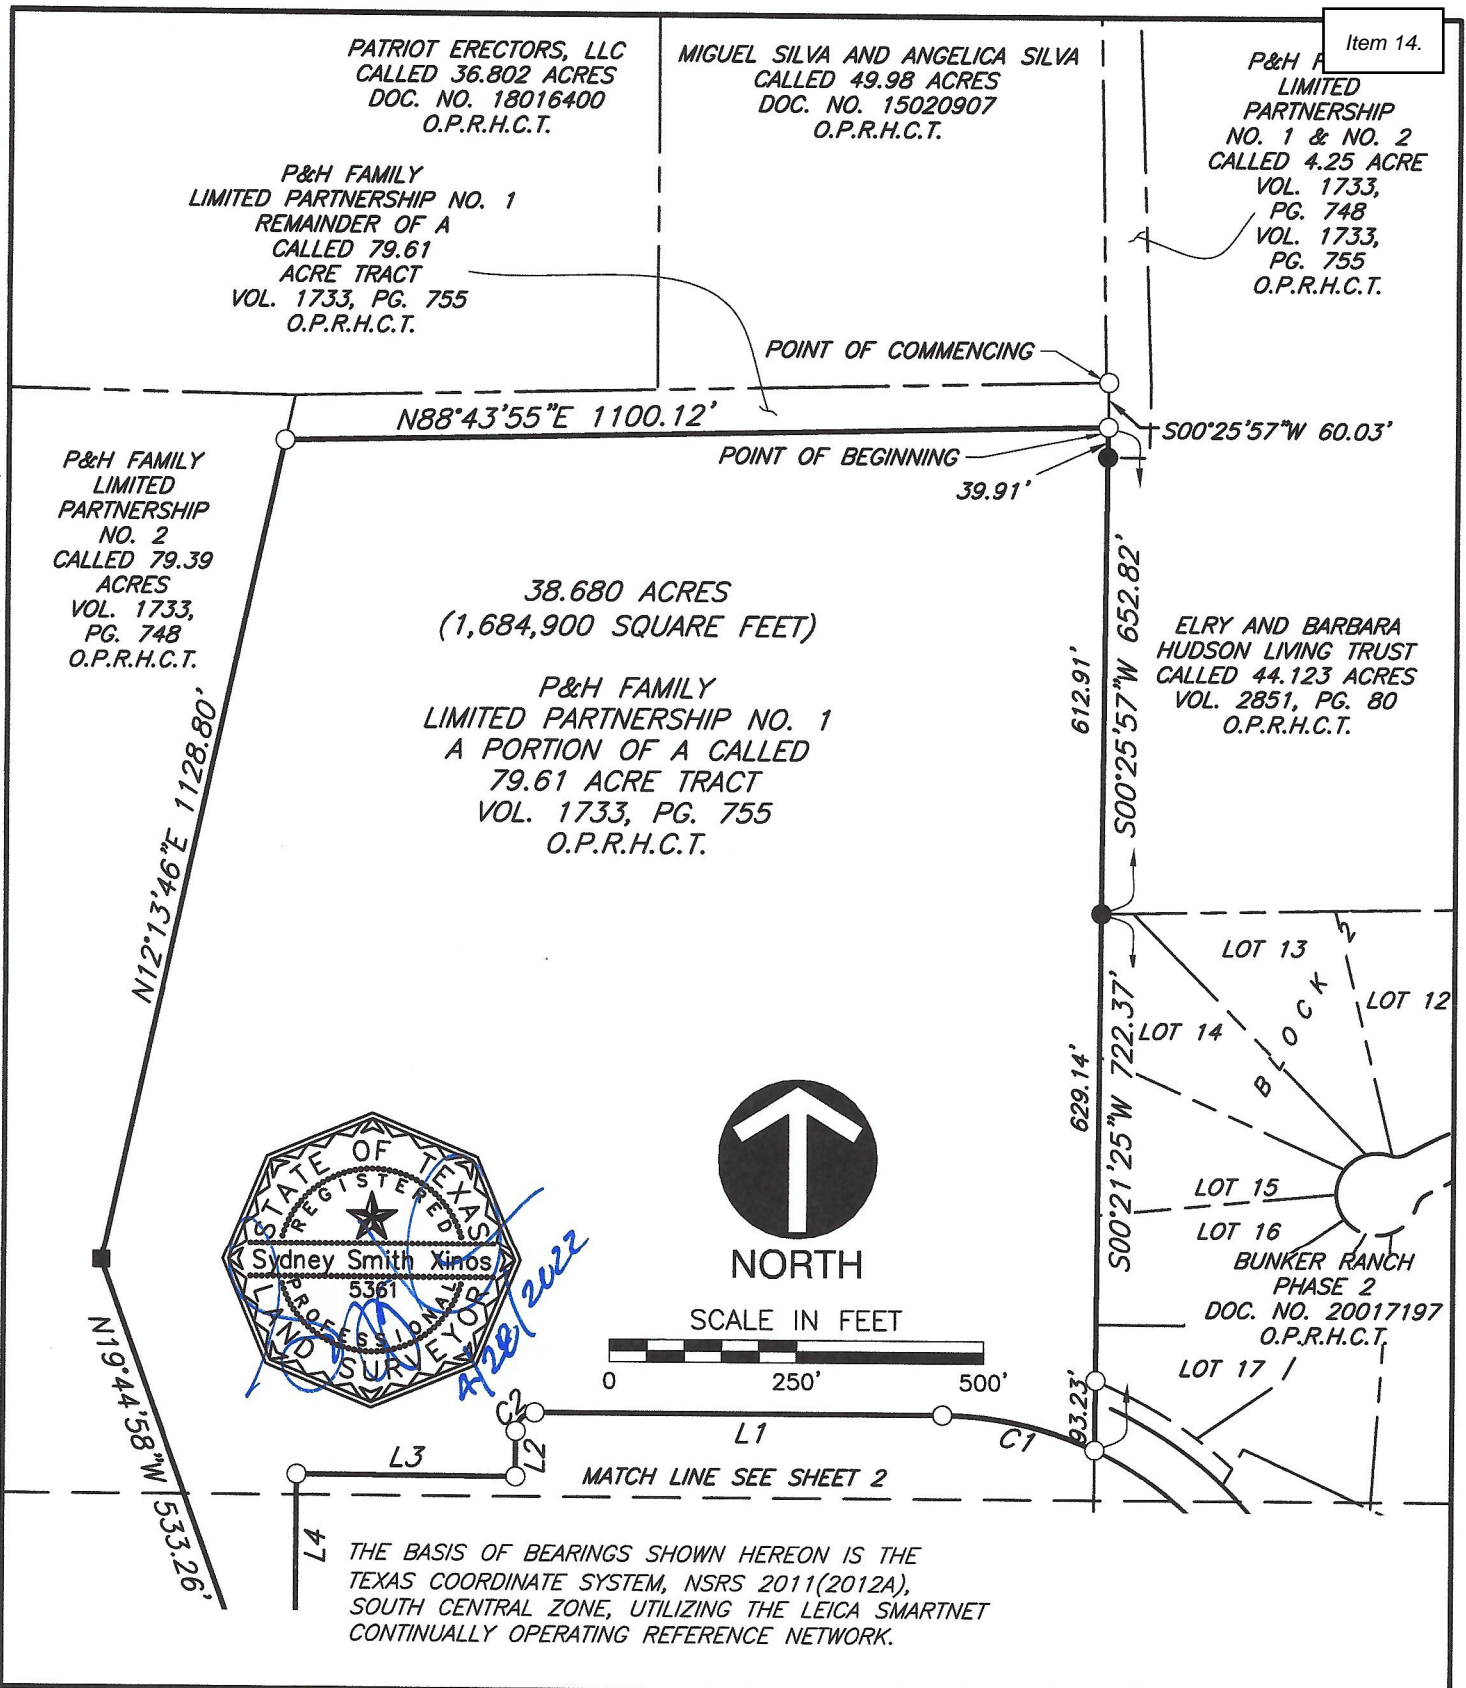 Item 14.
PATRIOT ERECTORS, LLC
CALLED 36.802 ACRES
DOC. NO. 18016400
O.P.R.H.C.T.
MIGUEL SILVA AND ANGELICA SILVA
CALLED 49.98 ACRES
DOC. NO. 15020907
O.P.R.H.C.T.
P&H
LIMITED
PARTNERSHIP
NO. 1 & NO. 2
CALLED 4.25 ACRE
VOL. 1733,
PG. 748
VOL. 1733,
PG. 755
O.P.R.H.C.T.
P&H FAMILY
LIMITED PARTNERSHIP NO. 1
REMAINDER OF A
CALLED 79.61
ACRE TRACT
VOL. 1733, PG. 755
O.P.R.H.C.T.
POINT OF COMMENCING
N88°43'55"E 1100.12'
S00°25'57"W 60.03'
POINT OF BEGINNING
39.91'
P&H FAMILY
LIMITED
PARTNERSHIP
NO. 2
CALLED 79.39
ACRES
VOL. 1733,
PG. 748
O.P.R.H.C.T.
38.680 ACRES
(1,684,900 SQUARE FEET)
P&H FAMILY
LIMITED PARTNERSHIP NO. 1
A PORTION OF A CALLED
79.61 ACRE TRACT
VOL. 1733, PG. 755
O.P.R.H.C.T.
612.91'
S00°25'57"W 652.82'
ELRY AND BARBARA
HUDSON LIVING TRUST
CALLED 44.123 ACRES
VOL. 2851, PG. 80
O.P.R.H.C.T.
N12°13'46"E 1128.80'
LOT 13
BLOCK 2
LOT 12
LOT 14
629.14'
S00°21'25"W 722.37'
LOT 15
LOT 16
BUNKER RANCH
PHASE 2
DOC. NO. 20017197
O.P.R.H.C.T.
LOT 17
STATE OF TEXAS
REGISTERED
Sydney Smith Xinos
5361
PROFESSIONAL
LAND SURVEYOR
4/28/2022
NORTH
SCALE IN FEET
0 250' 500'
N19°44'58"W 533.26'
93.23'
C2
L2
L1
C1
L3
MATCH LINE SEE SHEET 2
L4
THE BASIS OF BEARINGS SHOWN HEREON IS THE
TEXAS COORDINATE SYSTEM, NSRS 2011(2012A),
SOUTH CENTRAL ZONE, UTILIZING THE LEICA SMARTNET
CONTINUALLY OPERATING REFERENCE NETWORK.